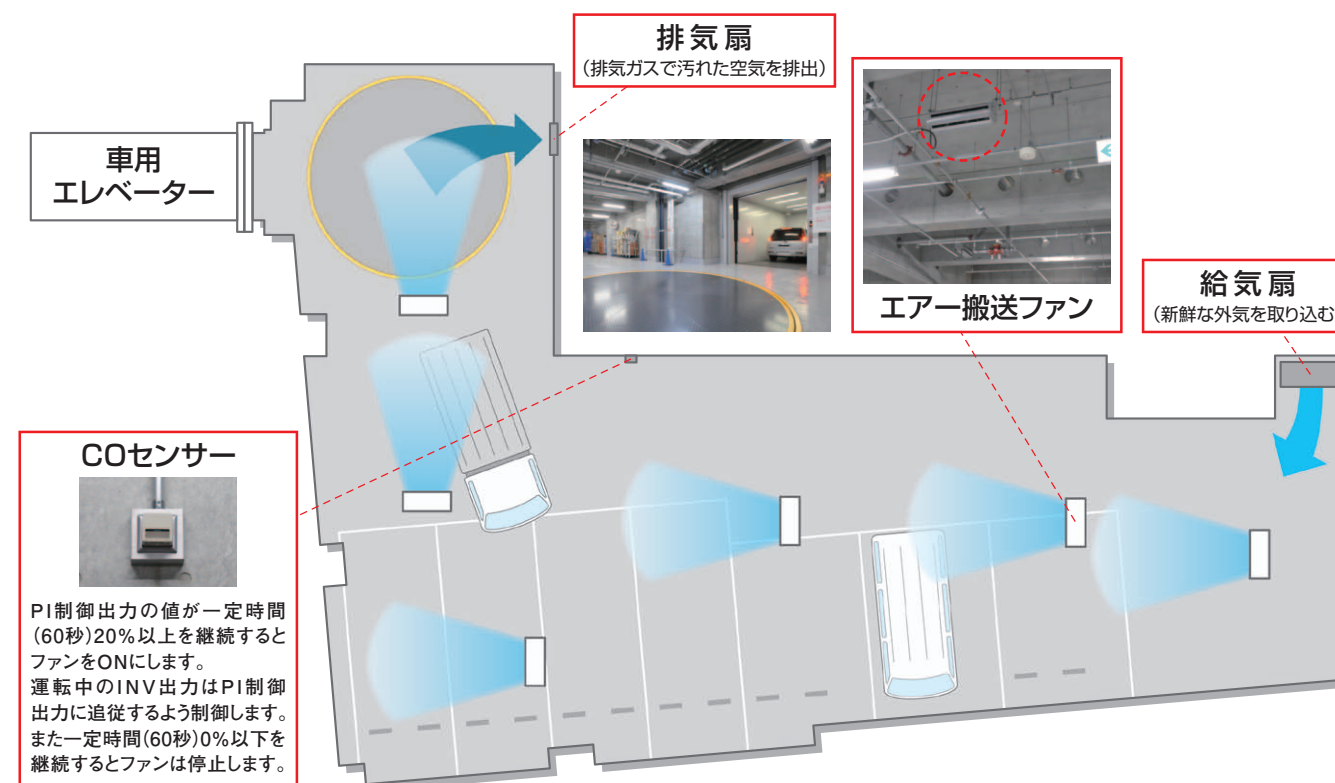 排気扇
(排気ガスで汚れた空気を排出)
車用
エレベーター
エアー搬送ファン
給気扇
(新鮮な外気を取り込む
COセンサー
PI制御出力の値が一定時間
(60秒)20%以上を継続すると
ファンをONにします。
運転中のINV出力はPI制御
出力に追従するよう制御します。
また一定時間(60秒)0%以下を
継続するとファンは停止します。